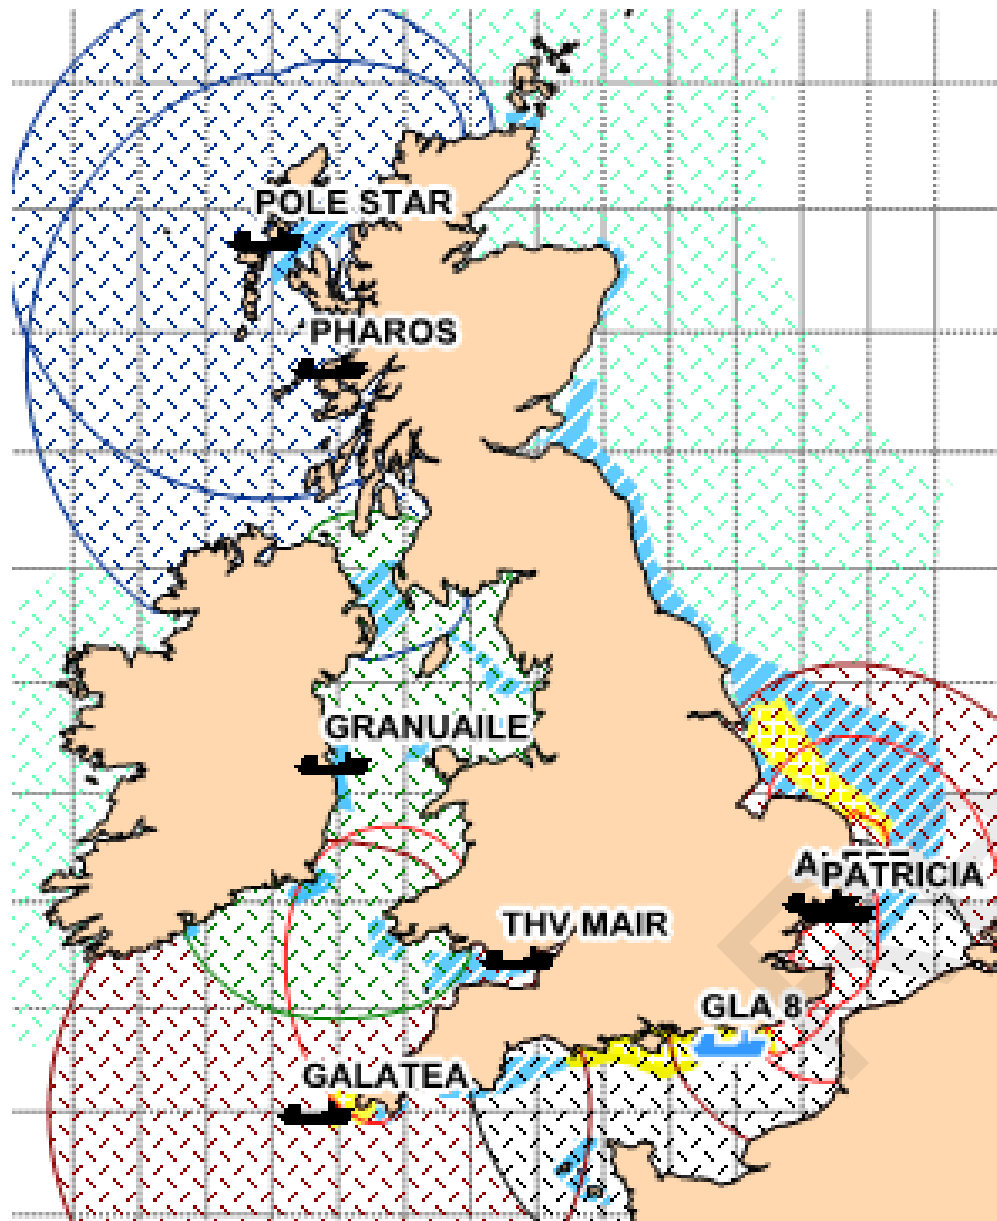 POLE STAR
PHAROS
GRANUAILE
PATRICIA
THV MAIR
GLA 8
GALATEA